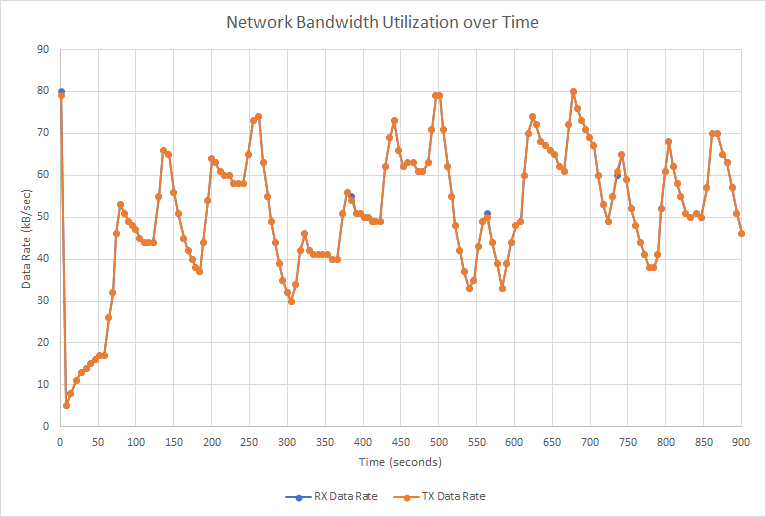 Network Bandwidth Utilization over Time
90
80
70
60
50
40
30
20
10
0
Data Rate (kB/sec)
0 50 100 150 200 250 300 350 400 450 500 550 600 650 700 750 800 850 900
Time (seconds)
RX Data Rate TX Data Rate